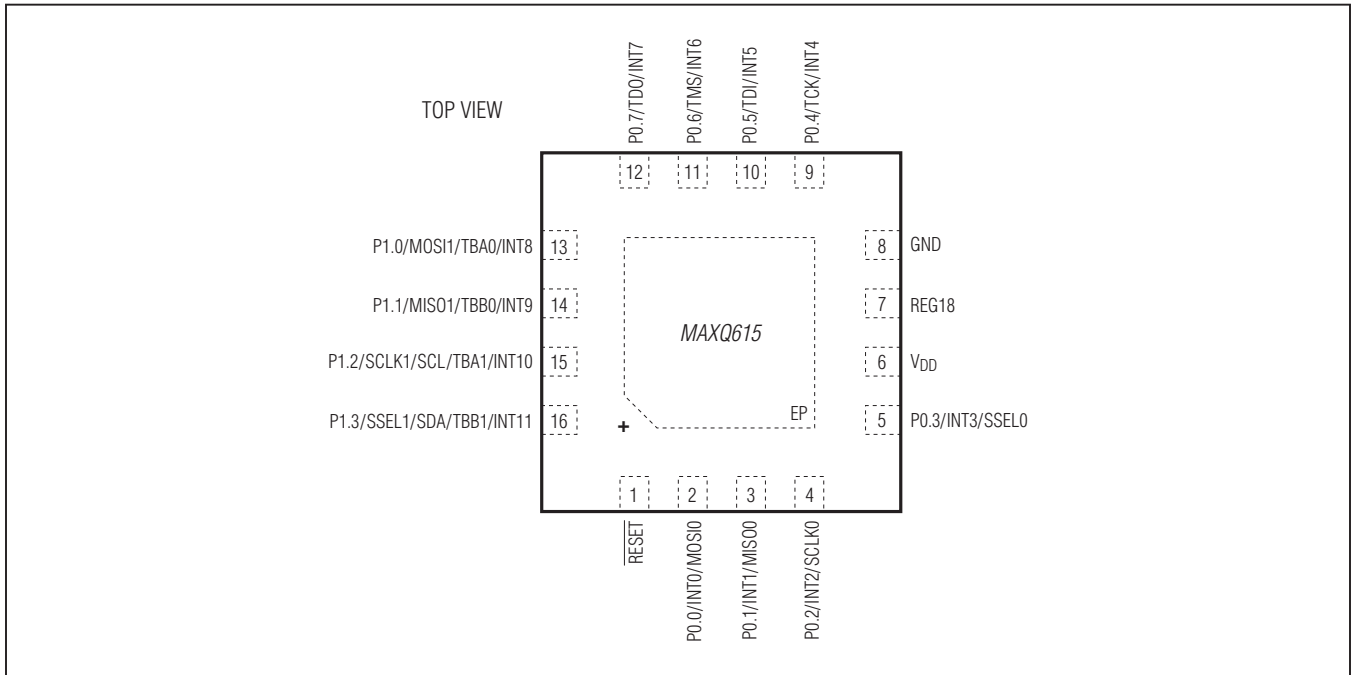 TOP VIEW
P0.7/TDO/INT7
P0.6/TMS/INT6
P0.5/TDI/INT5
P0.4/TCK/INT4
12
11
10
9
P1.0/MOSI1/TBA0/INT8
13
P1.1/MISO1/TBB0/INT9
14
P1.2/SCLK1/SCL/TBA1/INT10
15
P1.3/SSEL1/SDA/TBB1/INT11
16
MAXQ615
EP
+
8
GND
7
REG18
6
VDD
5
P0.3/INT3/SSEL0
1
2
3
4
RESET
P0.0/INT0/MOSI0
P0.1/INT1/MISO0
P0.2/INT2/SCLK0